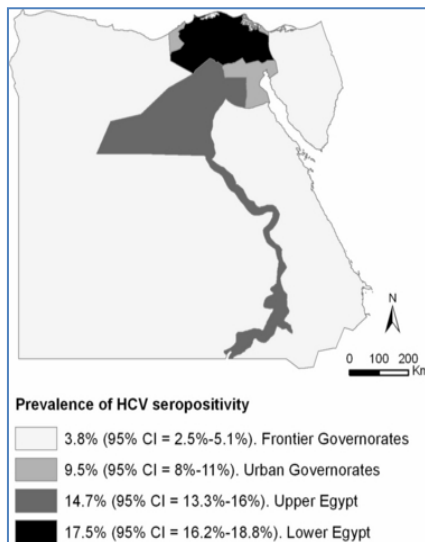 N
0 100 200
Km
Prevalence of HCV seropositivity
3.8% (95% CI = 2.5%-5.1%). Frontier Governorates
9.5% (95% CI = 8%-11%). Urban Governorates
14.7% (95% CI = 13.3%-16%). Upper Egypt
17.5% (95% CI = 16.2%-18.8%). Lower Egypt